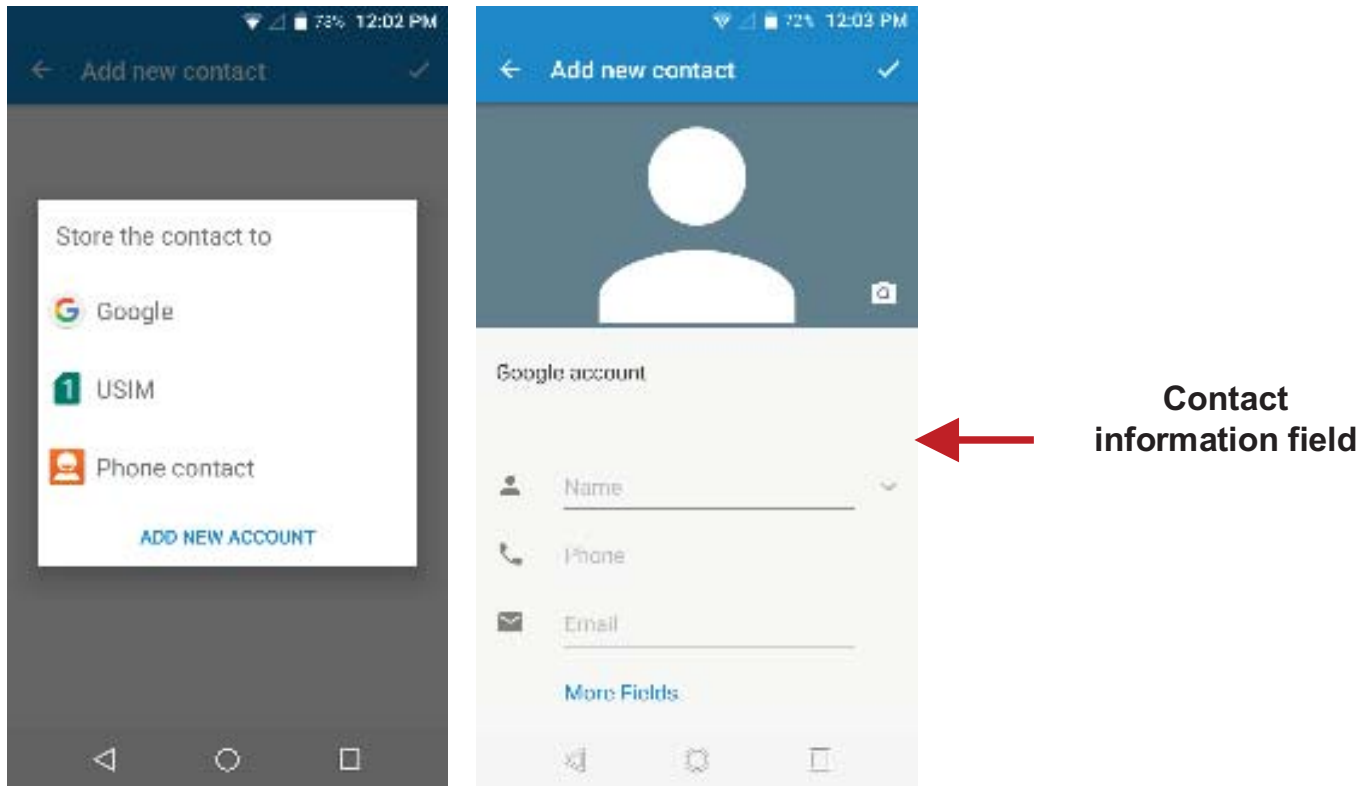 73% 12:02 PM
Add new contact
Store the contact to
Google
1 USIM
Phone contact
ADD NEW ACCOUNT
72% 12:03 PM
Add new contact
Google account
Name
Phone
Email
More Fields
Contact
information field